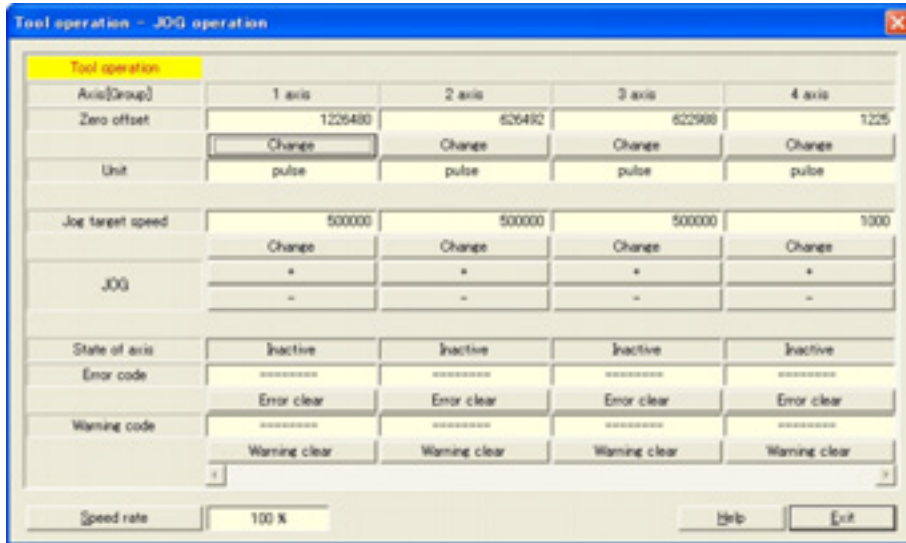 Tool operation - JOG operation
Tool operation
Axis[Group] 1 axis 2 axis 3 axis 4 axis
Zero offset 1226480 626492 622988 1225
Change Change Change Change
Unit pulse pulse pulse pulse
Jog target speed 500000 500000 500000 1000
Change Change Change Change
JOG
+ + + +
- - - -
State of axis Inactive Inactive Inactive Inactive
Error code -------- -------- -------- --------
Error clear Error clear Error clear Error clear
Warning code -------- -------- -------- --------
Warning clear Warning clear Warning clear Warning clear
Speed rate 100 % Help Exit